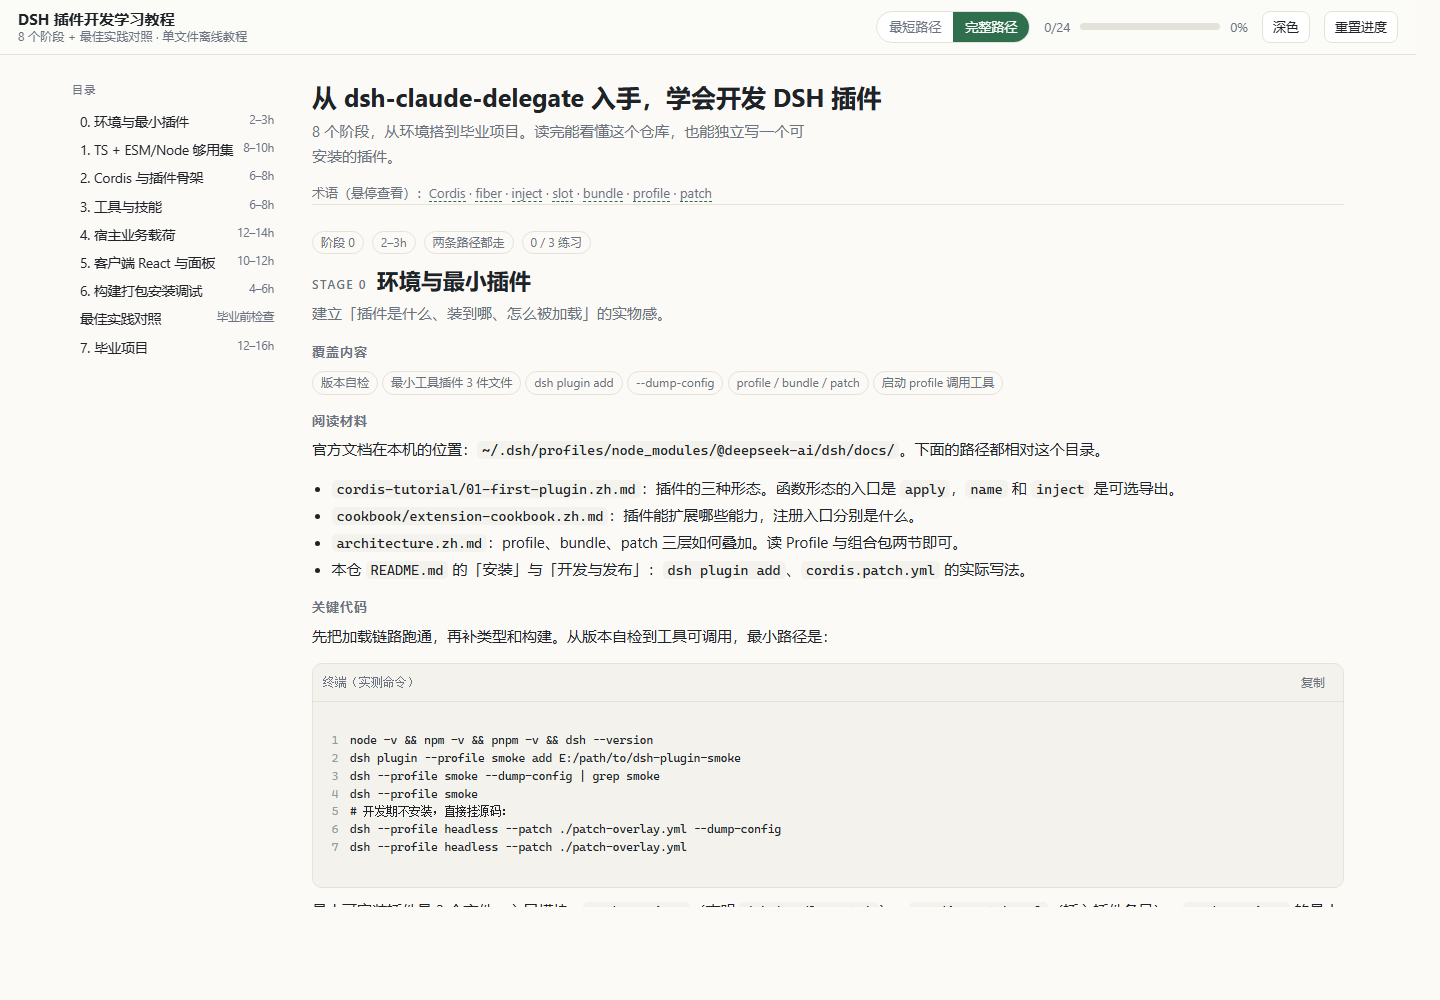 DSH 插件开发学习教程
8 个阶段 + 最佳实践对照 · 单文件离线教程
最短路径 完整路径 0/24 0% 深色 重置进度
目录
0. 环境与最小插件 2–3h
1. TS + ESM/Node 够用集 8–10h
2. Cordis 与插件骨架 6–8h
3. 工具与技能 6–8h
4. 宿主业务载荷 12–14h
5. 客户端 React 与面板 10–12h
6. 构建打包安装调试 4–6h
最佳实践对照 毕业前检查
7. 毕业项目 12–16h
从 dsh-claude-delegate 入手，学会开发 DSH 插件
8 个阶段，从环境搭到毕业项目。读完能看懂这个仓库，也能独立写一个可
安装的插件。
术语（悬停查看）： Cordis · fiber · inject · slot · bundle · profile · patch
阶段 0 2–3h 两条路径都走 0 / 3 练习
STAGE 0 环境与最小插件
建立「插件是什么、装到哪、怎么被加载」的实物感。
覆盖内容
版本自检 最小工具插件 3 件文件 dsh plugin add --dump-config profile / bundle / patch 启动 profile 调用工具
阅读材料
官方文档在本机的位置： ~/.dsh/profiles/node_modules/@deepseek-ai/dsh/docs/ 。下面的路径都相对这个目录。
• cordis-tutorial/01-first-plugin.zh.md ：插件的三种形态。函数形态的入口是 apply ， name 和 inject 是可选导出。
• cookbook/extension-cookbook.zh.md ：插件能扩展哪些能力，注册入口分别是什么。
• architecture.zh.md ：profile、bundle、patch 三层如何叠加。读 Profile 与组合包两节即可。
• 本仓 README.md 的「安装」与「开发与发布」： dsh plugin add 、 cordis.patch.yml 的实际写法。
关键代码
先把加载链路跑通，再补类型和构建。从版本自检到工具可调用，最小路径是：
终端（实测命令） 复制
1 node -v && npm -v && pnpm -v && dsh --version
2 dsh plugin --profile smoke add E:/path/to/dsh-plugin-smoke
3 dsh --profile smoke --dump-config | grep smoke
4 dsh --profile smoke
5 # 开发期不安装，直接挂源码：
6 dsh --profile headless --patch ./patch-overlay.yml --dump-config
7 dsh --profile headless --patch ./patch-overlay.yml